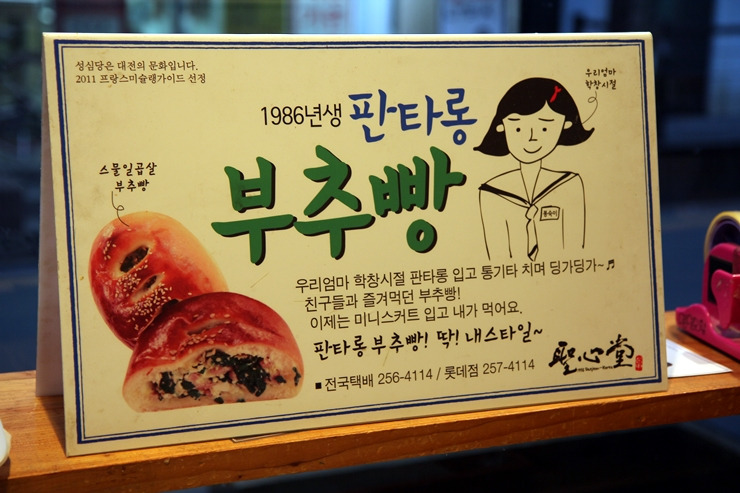 성심당은 대전의 문화입니다.
2011 프랑스미슐랭가이드 선정
우리엄마
학창시절
1986년생 판타롱
부추빵
스물일곱살
부추빵
우리엄마 학창시절 판타롱 입고 통기타 치며 딩가딩가~♬
친구들과 즐겨먹던 부추빵!
이제는 미니스커트 입고 내가 먹어요.
판타롱부추빵! 딱! 내스타일~
■ 전국택배 256-4114 / 롯데점 257-4114
聖心堂